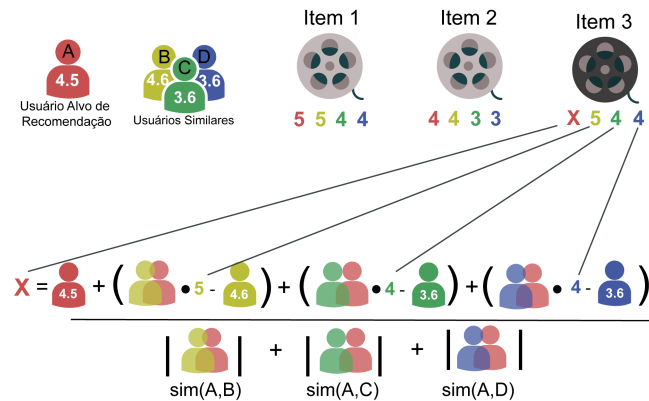 Item 1 Item 2 Item 3
A B C D
4.5 4.6 3.6 3.6
Usuário Alvo de
Recomendação
Usuários Similares
5 5 4 4 4 4 3 3 X 5 4 4
X = 4.5 + ( • 5 - 4.6 ) + ( • 4 - 3.6 ) + ( • 4 - 3.6 )
| | + | | + | |
sim(A,B) sim(A,C) sim(A,D)